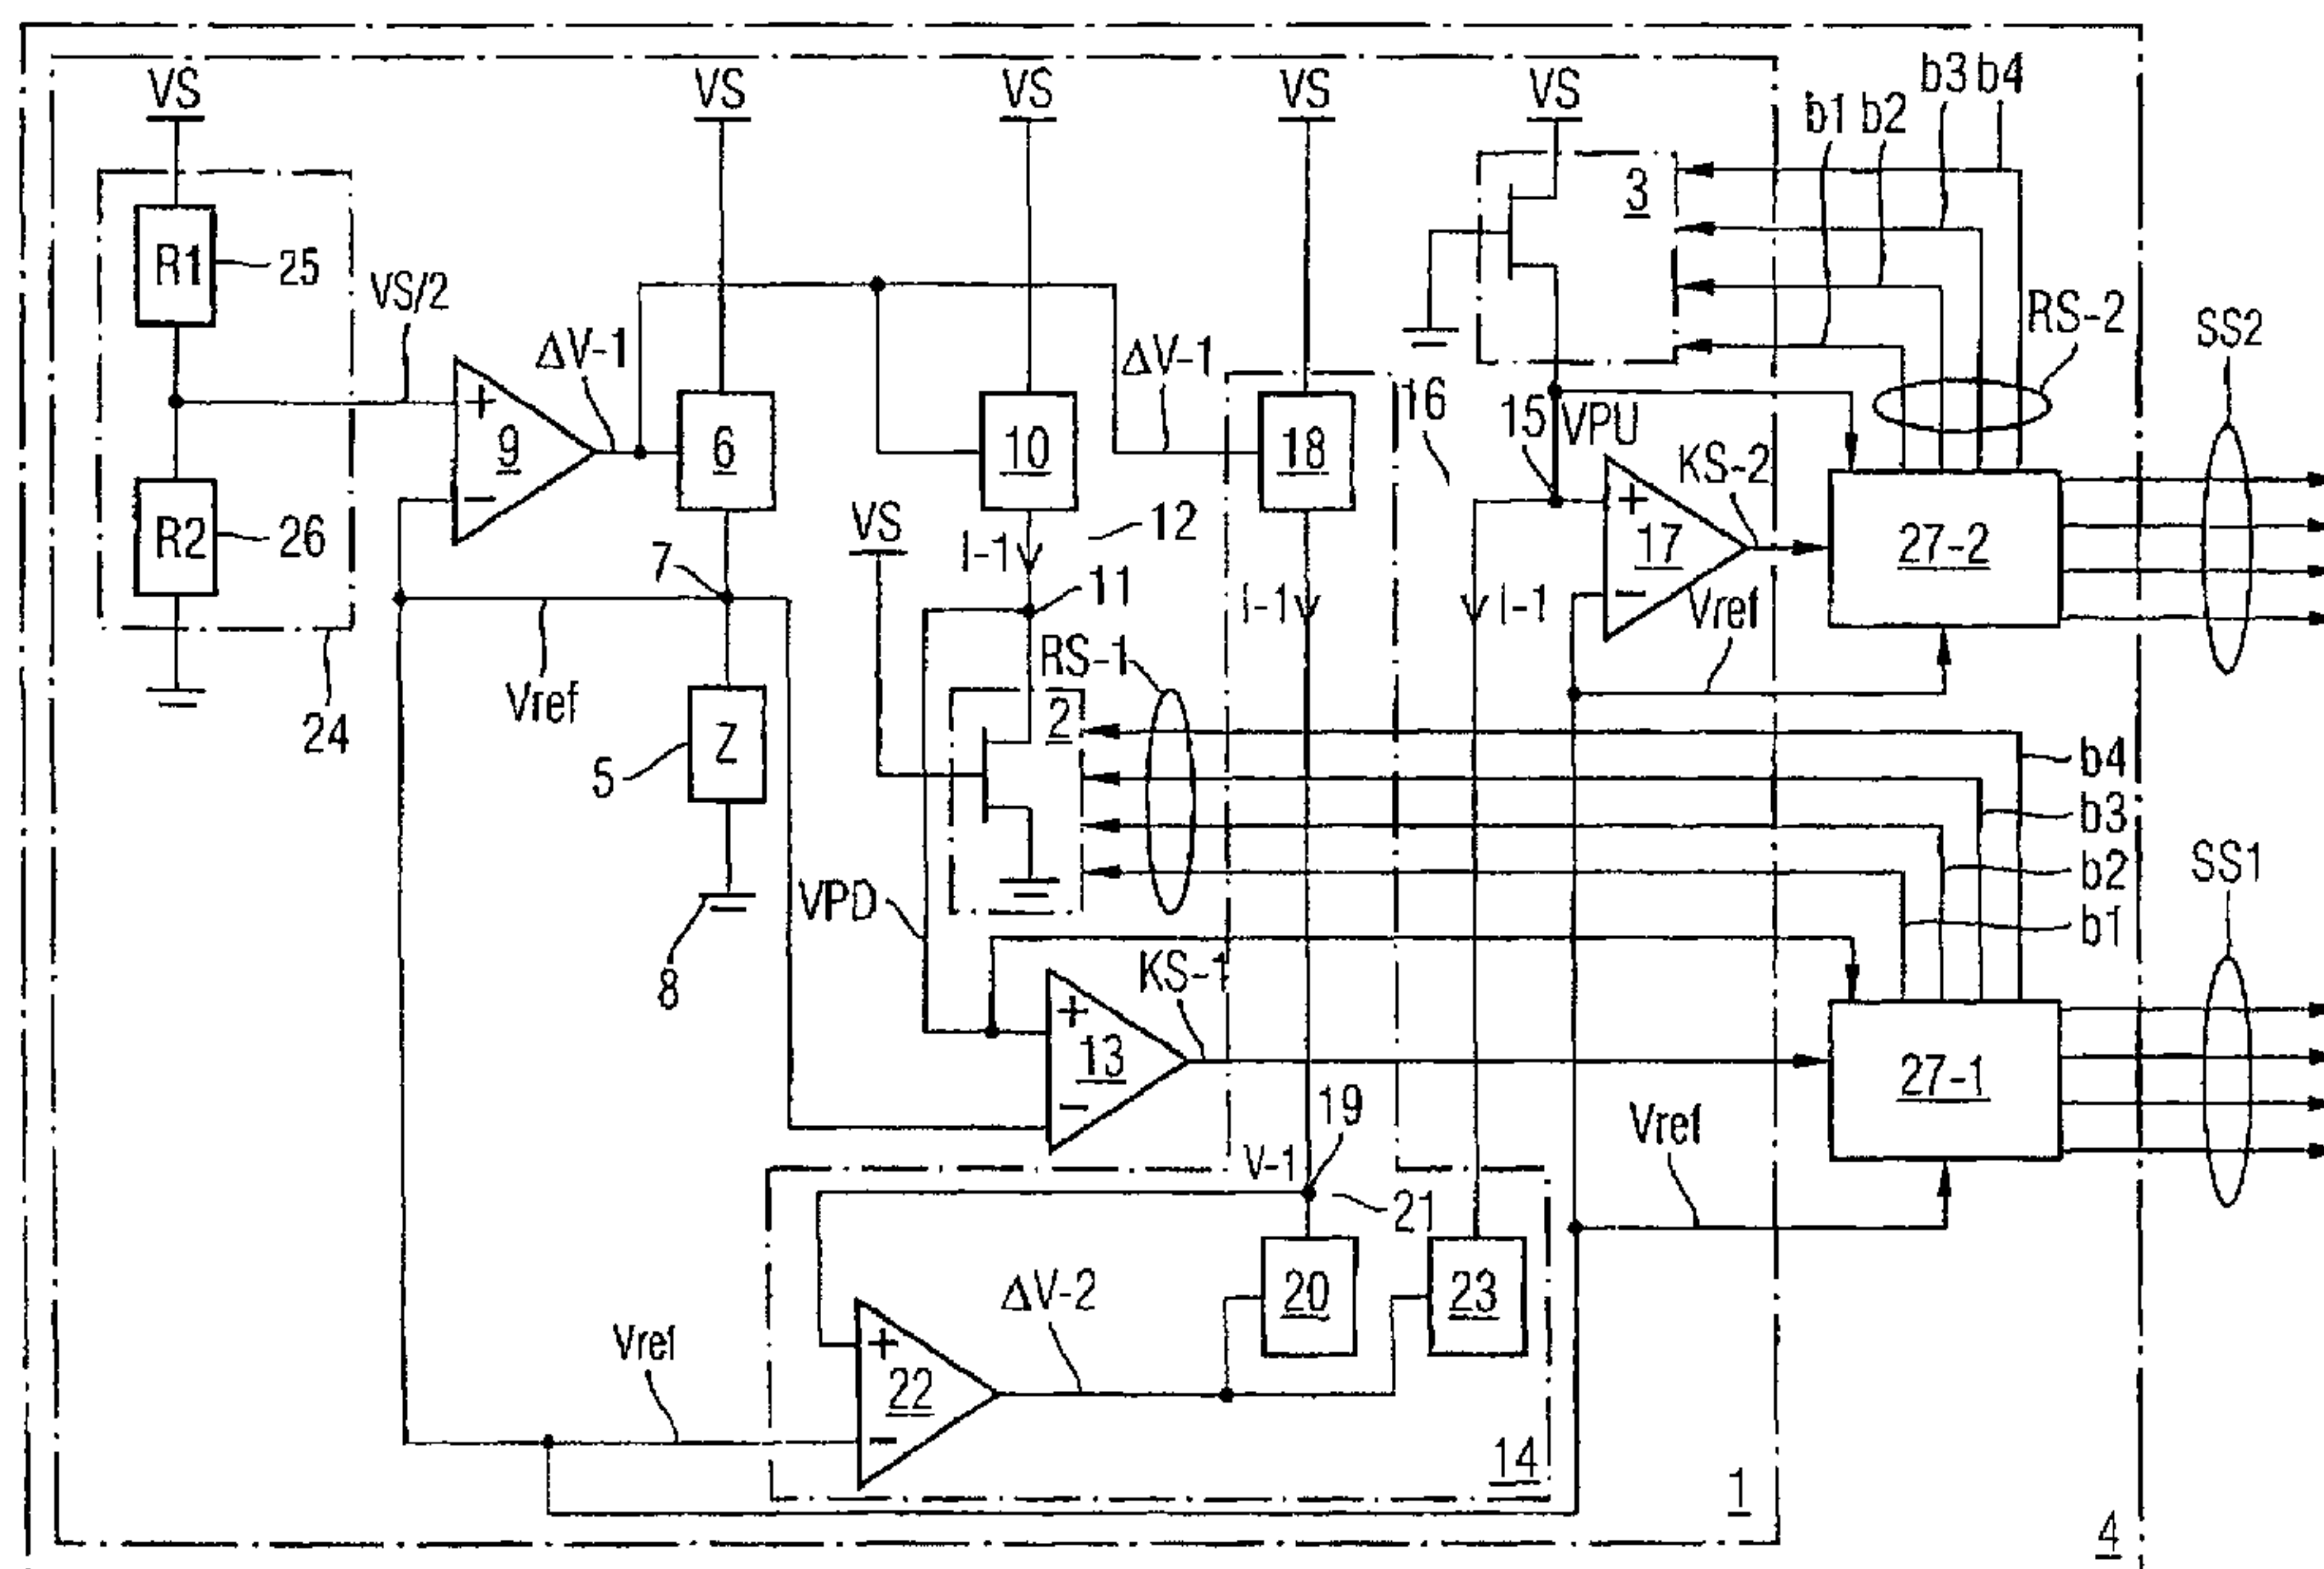 VS VS VS VS VS b1 b2 b3 b4
3
R1 25 VS/2 ΔV-1 ΔV-1 RS-2 SS2
+ 9 − 6 10 18 16 15 VPU KS-2
R2 26 VS I-1 12 + 17 − 27-2
7 11 I-1 I-1 Vref
24 Vref RS-1
5 Z 2 b4
b3
VPD b2 SS1
8 b1
KS-1
+ 13 − 27-1
19 Vref
V-1 21
ΔV-2 20 23
Vref + 22 −
14 1
4